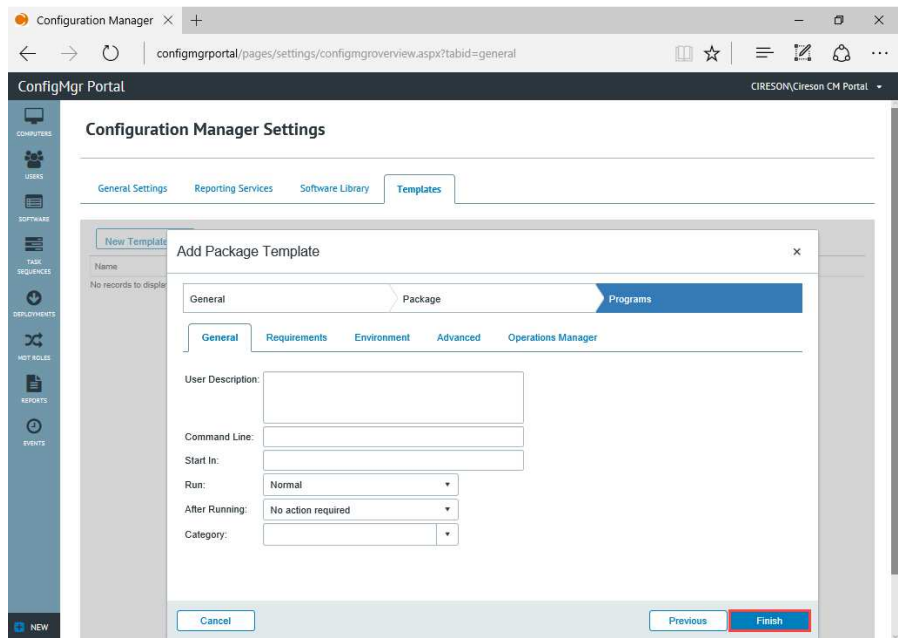 Configuration Manager
configmgrportal/pages/settings/configmgroverview.aspx?tabid=general
ConfigMgr Portal
CIRESON\Cireson CM Portal
COMPUTERS
USERS
SOFTWARE
TASK
SEQUENCES
DEPLOYMENTS
MDT ROLES
REPORTS
EVENTS
NEW
Configuration Manager Settings
General Settings Reporting Services Software Library Templates
New Template
Name
No records to display
Add Package Template
General Package Programs
General Requirements Environment Advanced Operations Manager
User Description:
Command Line:
Start In:
Run: Normal
After Running: No action required
Category:
Cancel Previous Finish